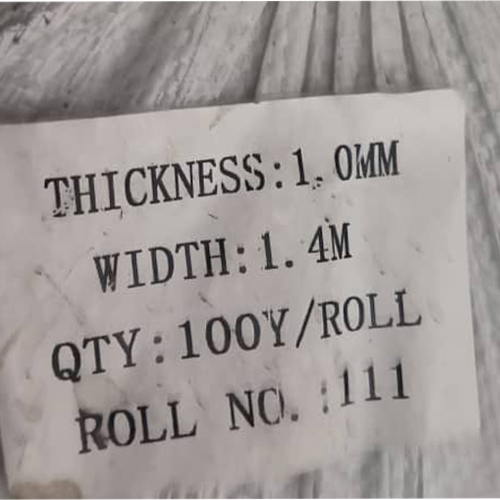 THICKNESS:1.0MM
WIDTH:1.4M
QTY:100Y/ROLL
ROLL NO.:111